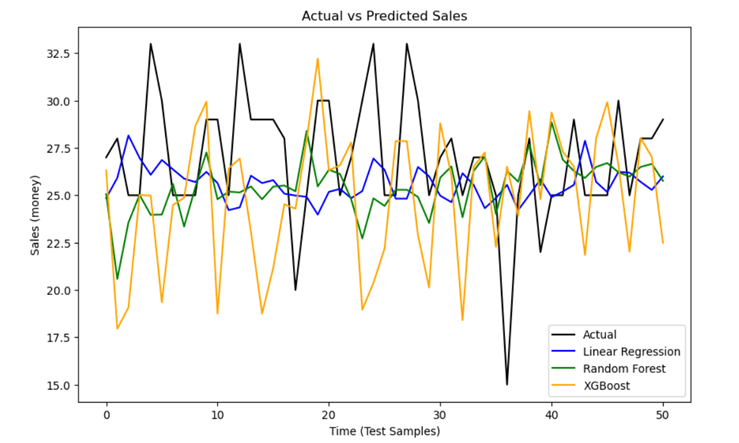 Actual vs Predicted Sales
Sales (money)
32.5
30.0
27.5
25.0
22.5
20.0
17.5
15.0
0
10
20
30
40
50
Time (Test Samples)
Actual
Linear Regression
Random Forest
XGBoost